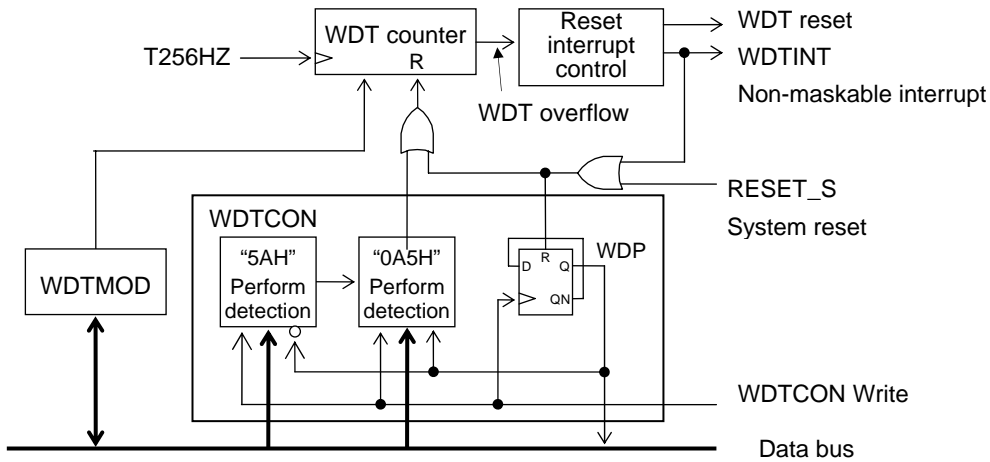 WDT counter
R
T256HZ
Reset
interrupt
control
WDT reset
WDTINT
Non-maskable interrupt
WDT overflow
RESET_S
System reset
WDTCON
WDTMOD
“5AH”
Perform
detection
“0A5H”
Perform
detection
WDP
R
D
Q
QN
WDTCON Write
Data bus